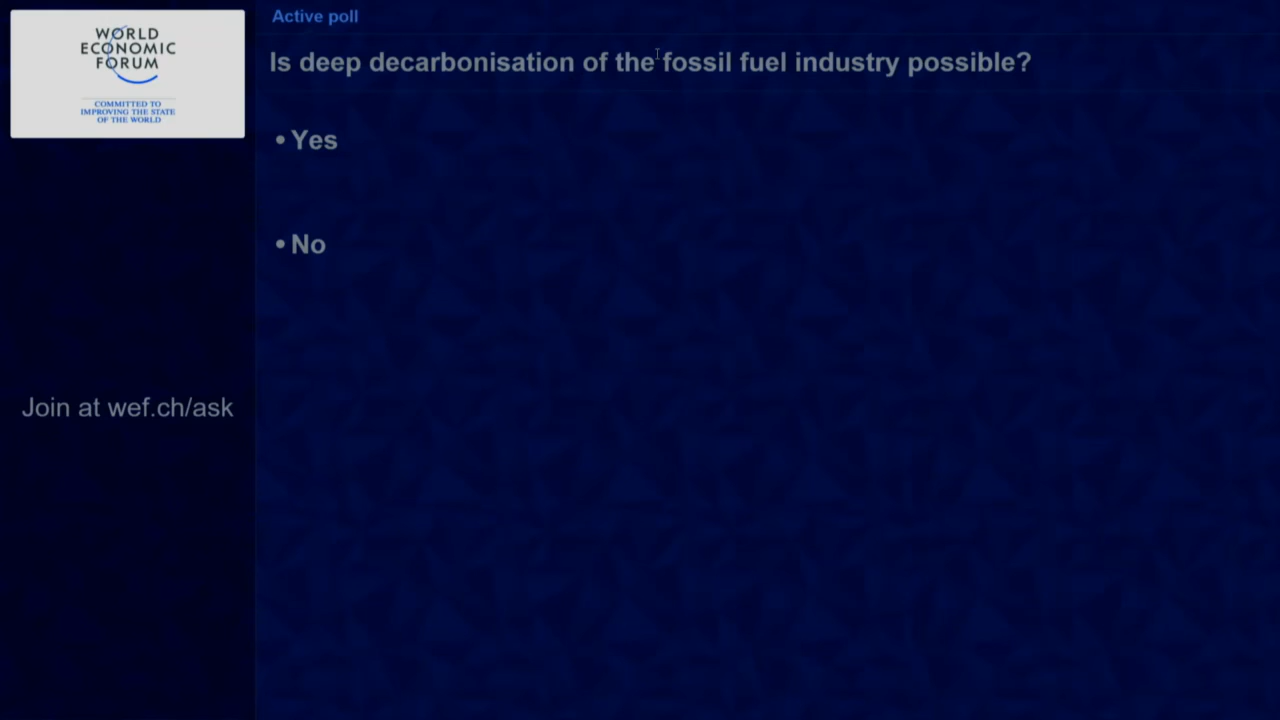 WORLD
ECONOMIC
FORUM
COMMITTED TO
IMPROVING THE STATE
OF THE WORLD
Active poll
Is deep decarbonisation of the fossil fuel industry possible?
• Yes
• No
Join at wef.ch/ask